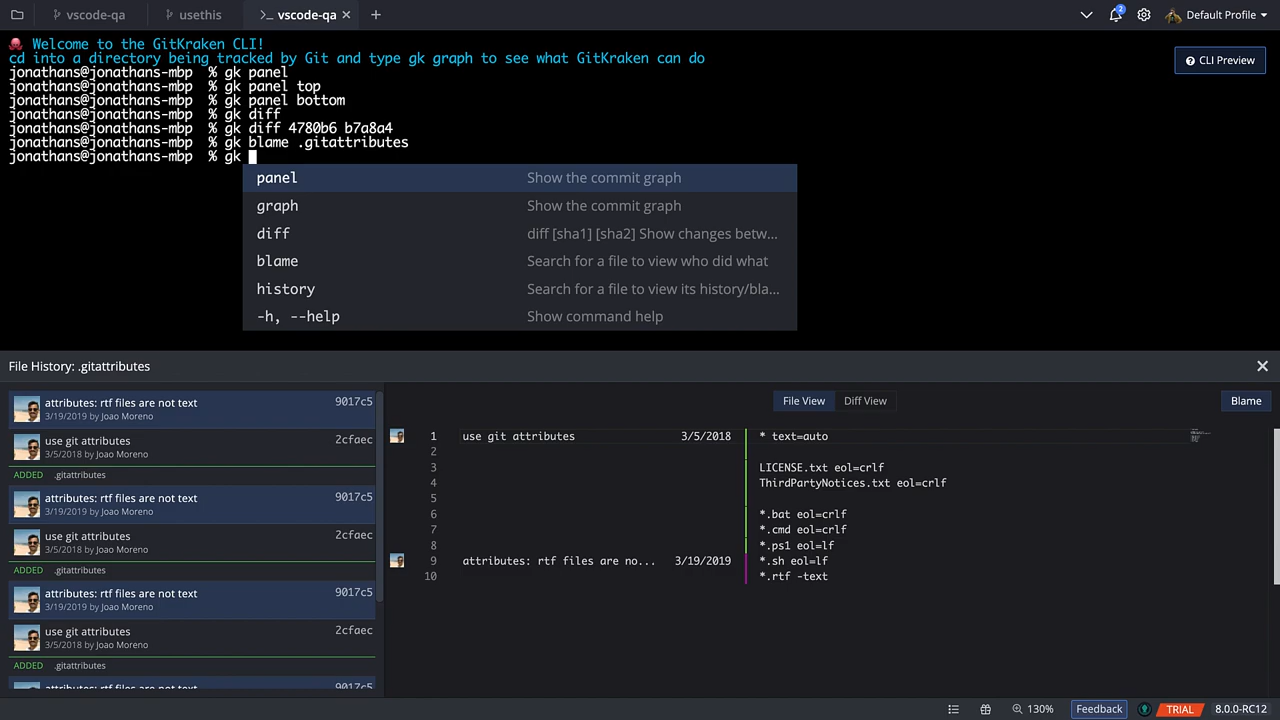 vscode-qa
usethis
>_ vscode-qa ✕
+
2
Default Profile
Welcome to the GitKraken CLI!
cd into a directory being tracked by Git and type gk graph to see what GitKraken can do
CLI Preview
jonathans@jonathans-mbp % gk panel
jonathans@jonathans-mbp % gk panel top
jonathans@jonathans-mbp % gk panel bottom
jonathans@jonathans-mbp % gk diff
jonathans@jonathans-mbp % gk diff 4780b6 b7a8a4
jonathans@jonathans-mbp % gk blame .gitattributes
jonathans@jonathans-mbp % gk
panel Show the commit graph
graph Show the commit graph
diff diff [sha1] [sha2] Show changes betw...
blame Search for a file to view who did what
history Search for a file to view its history/bla...
-h, --help Show command help
File History: .gitattributes
attributes: rtf files are not text 9017c5
3/19/2019 by Joao Moreno
use git attributes 2cfaec
3/5/2018 by Joao Moreno
ADDED .gitattributes
attributes: rtf files are not text 9017c5
3/19/2019 by Joao Moreno
use git attributes 2cfaec
3/5/2018 by Joao Moreno
ADDED .gitattributes
attributes: rtf files are not text 9017c5
3/19/2019 by Joao Moreno
use git attributes 2cfaec
3/5/2018 by Joao Moreno
ADDED .gitattributes
attributes: rtf files are not text 9017c5
File View Diff View
Blame
1 use git attributes 3/5/2018 * text=auto
2
3 LICENSE.txt eol=crlf
4 ThirdPartyNotices.txt eol=crlf
5
6 *.bat eol=crlf
7 *.cmd eol=crlf
8 *.ps1 eol=lf
9 attributes: rtf files are no... 3/19/2019 *.sh eol=lf
10 *.rtf -text
130% Feedback TRIAL 8.0.0-RC12